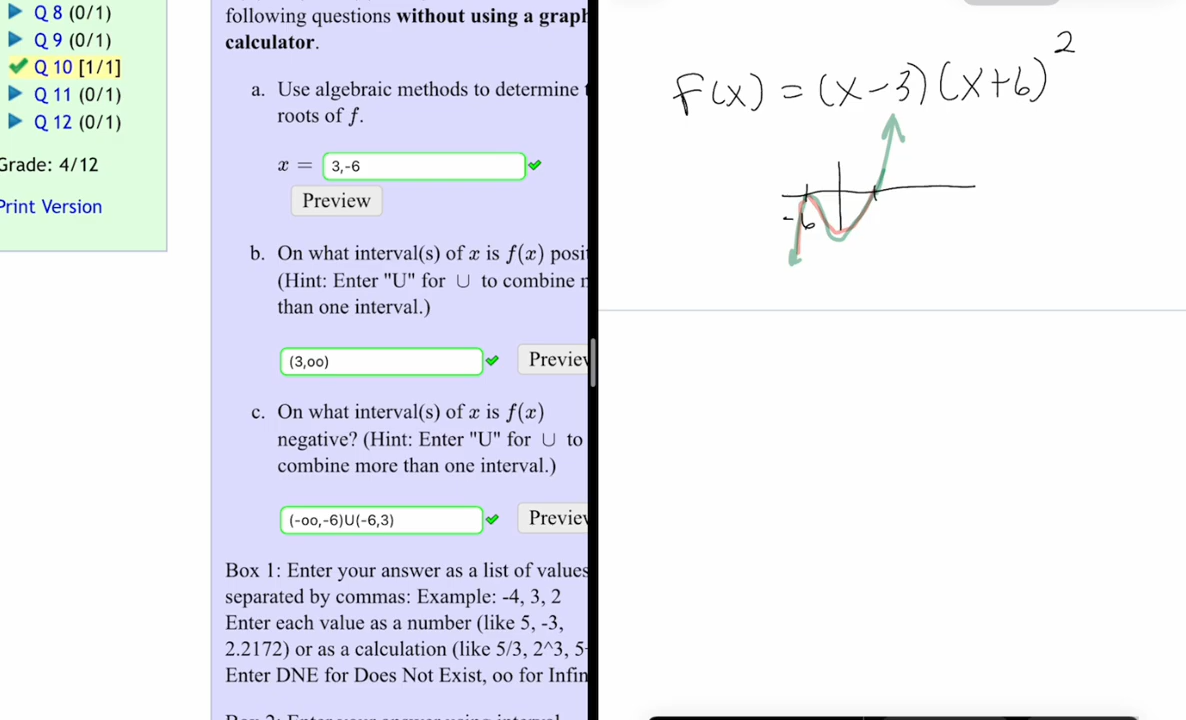 Q 8 (0/1)
Q 9 (0/1)
Q 10 [1/1]
Q 11 (0/1)
Q 12 (0/1)
Grade: 4/12
Print Version
following questions without using a graph
calculator.
a. Use algebraic methods to determine
roots of f.
x = 3,-6
Preview
b. On what interval(s) of x is f(x) posi
(Hint: Enter "U" for ∪ to combine
than one interval.)
(3,oo)
Preview
c. On what interval(s) of x is f(x)
negative? (Hint: Enter "U" for ∪ to
combine more than one interval.)
(-oo,-6)U(-6,3)
Preview
Box 1: Enter your answer as a list of values
separated by commas: Example: -4, 3, 2
Enter each value as a number (like 5, -3,
2.2172) or as a calculation (like 5/3, 2^3, 5
Enter DNE for Does Not Exist, oo for Infin
f(x) = (x-3)(x+6)²
-6